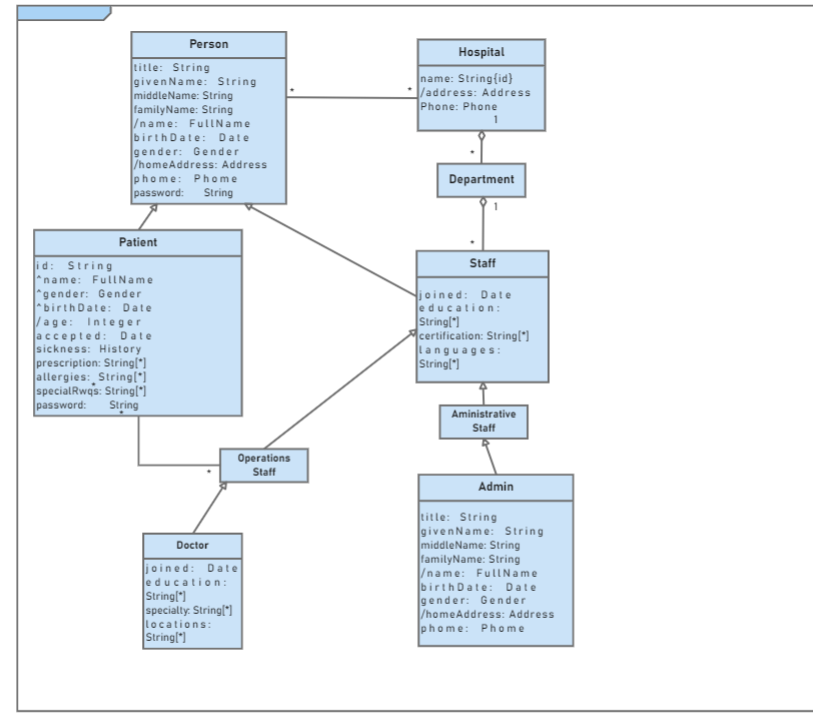 Person
title: String
givenName: String
middleName: String
familyName: String
/name: FullName
birthDate: Date
gender: Gender
/homeAddress: Address
phome: Phome
password: String
*
*
Hospital
name: String{id}
/address: Address
Phone: Phone
1
*
Department
1
*
Patient
id: String
^name: FullName
^gender: Gender
^birthDate: Date
/age: Integer
accepted: Date
sickness: History
prescription: String[*]
allergies: String[*]
*
specialRwqs: String[*]
password: String
*
Staff
joined: Date
education:
String[*]
certification: String[*]
languages:
String[*]
Aministrative
Staff
*
Operations
Staff
Admin
title: String
givenName: String
middleName: String
familyName: String
/name: FullName
birthDate: Date
gender: Gender
/homeAddress: Address
phome: Phome
Doctor
joined: Date
education:
String[*]
specialty: String[*]
locations:
String[*]